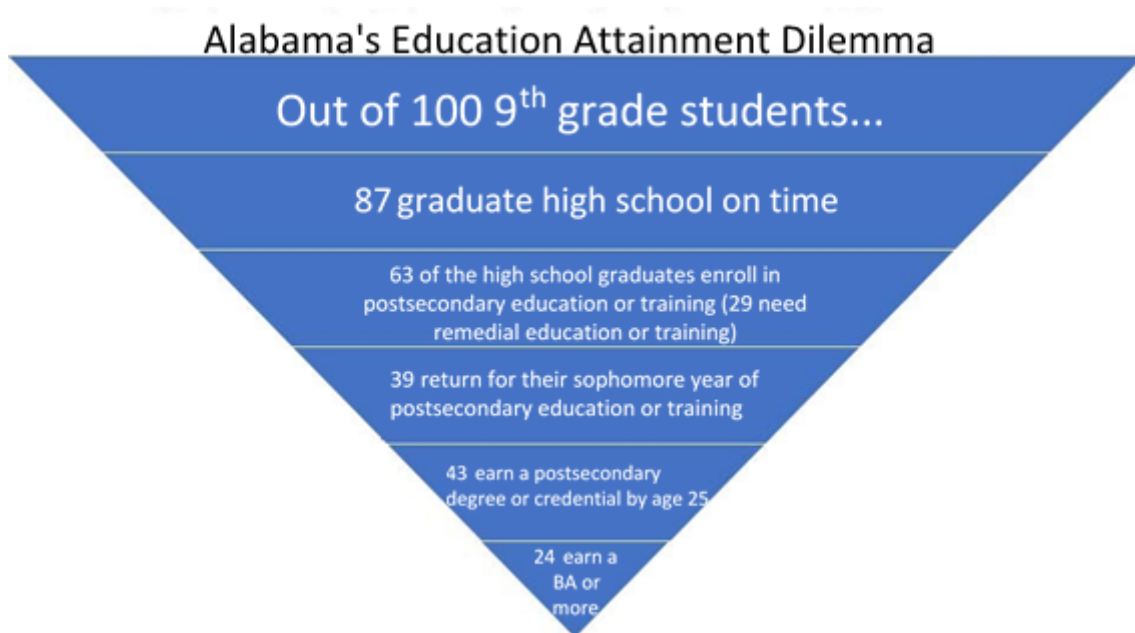 Alabama's Education Attainment Dilemma
Out of 100 9th grade students...
87 graduate high school on time
63 of the high school graduates enroll in
postsecondary education or training (29 need
remedial education or training)
39 return for their sophomore year of
postsecondary education or training
43 earn a postsecondary
degree or credential by age 25
24 earn a
BA or
more